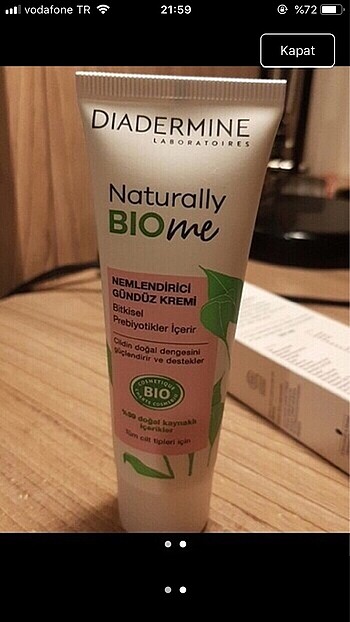 vodafone TR 21:59 %72
Kapat
DIADERMINE
LABORATOIRES
Naturally
BIOme
NEMLENDİRİCİ
GÜNDÜZ KREMİ
Bitkisel
Prebiyotikler İçerir
Cildin doğal dengesini
güçlendirir ve destekler
COSMETIQUE
BIO
%99 doğal kaynaklı
içerikler
Tüm cilt tipleri için